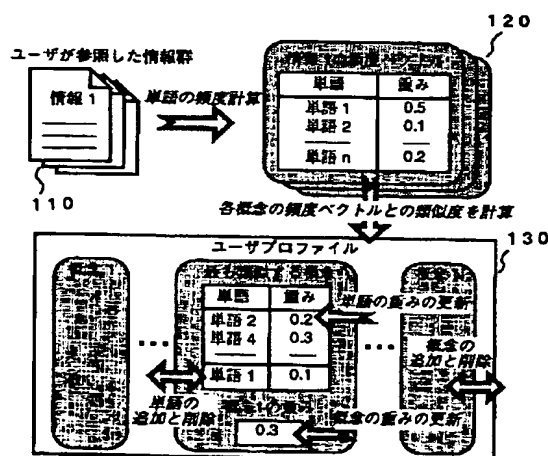 120
ユーザが参照した情報群
情報1
単語の頻度計算
単語 重み
単語1 0.5
単語2 0.1
単語n 0.2
110
各概念の頻度ベクトルとの類似度を計算
ユーザプロファイル
130
単語 重み
単語2 0.2
単語4 0.3
単語1 0.1
単語の重みの更新
概念の
追加と削除
単語の
追加と削除
概念の重みの更新
0.3